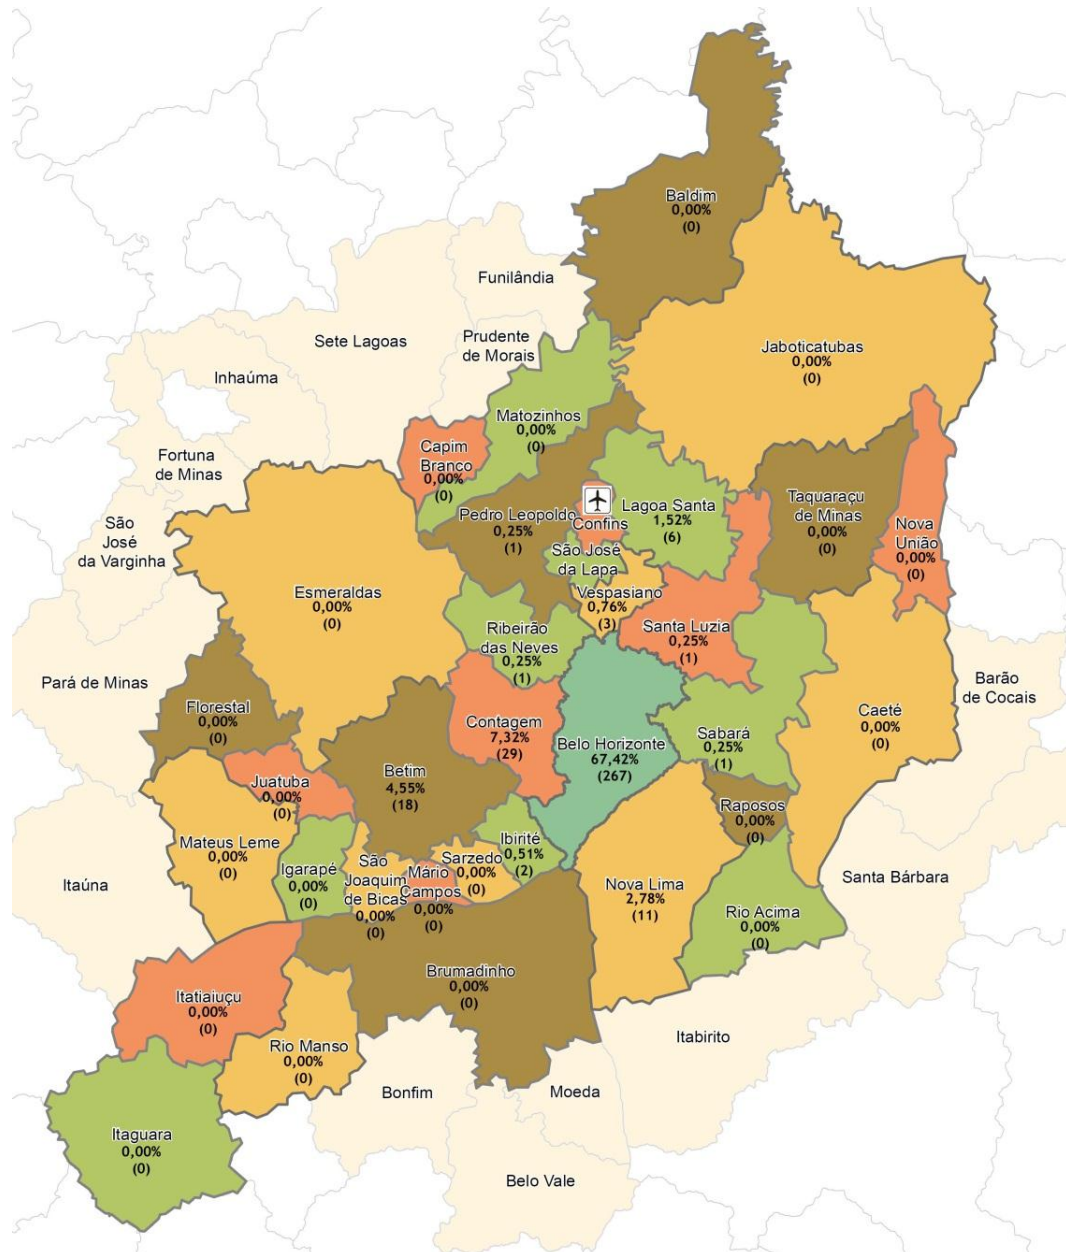 Baldim
0,00%
(0)
Funilândia
Sete Lagoas
Prudente
de Morais
Jaboticatubas
0,00%
(0)
Inhaúma
Matozinhos
0,00%
(0)
Capim
Branco
0,00%
(0)
Fortuna
de Minas
Pedro Leopoldo
0,25%
(1)
Confins
Lagoa Santa
1,52%
(6)
Taquaraçu
de Minas
0,00%
(0)
Nova
União
0,00%
(0)
São
José
da Varginha
São José
da Lapa
Esmeraldas
0,00%
(0)
Vespasiano
0,76%
(3)
Ribeirão
das Neves
0,25%
(1)
Santa Luzia
0,25%
(1)
Pará de Minas
Barão
de Cocais
Florestal
0,00%
(0)
Contagem
7,32%
(29)
Belo Horizonte
67,42%
(267)
Sabará
0,25%
(1)
Caeté
0,00%
(0)
Betim
4,55%
(18)
Juatuba
0,00%
(0)
Raposos
0,00%
(0)
Mateus Leme
0,00%
(0)
Igarapé
0,00%
(0)
São
Joaquim
de Bicas
0,00%
(0)
Mário
Campos
0,00%
(0)
Sarzedo
0,00%
(0)
Ibirité
0,51%
(2)
Itaúna
Nova Lima
2,78%
(11)
Santa Bárbara
Rio Acima
0,00%
(0)
Brumadinho
0,00%
(0)
Itatiaiuçu
0,00%
(0)
Rio Manso
0,00%
(0)
Itabirito
Bonfim
Moeda
Itaguara
0,00%
(0)
Belo Vale